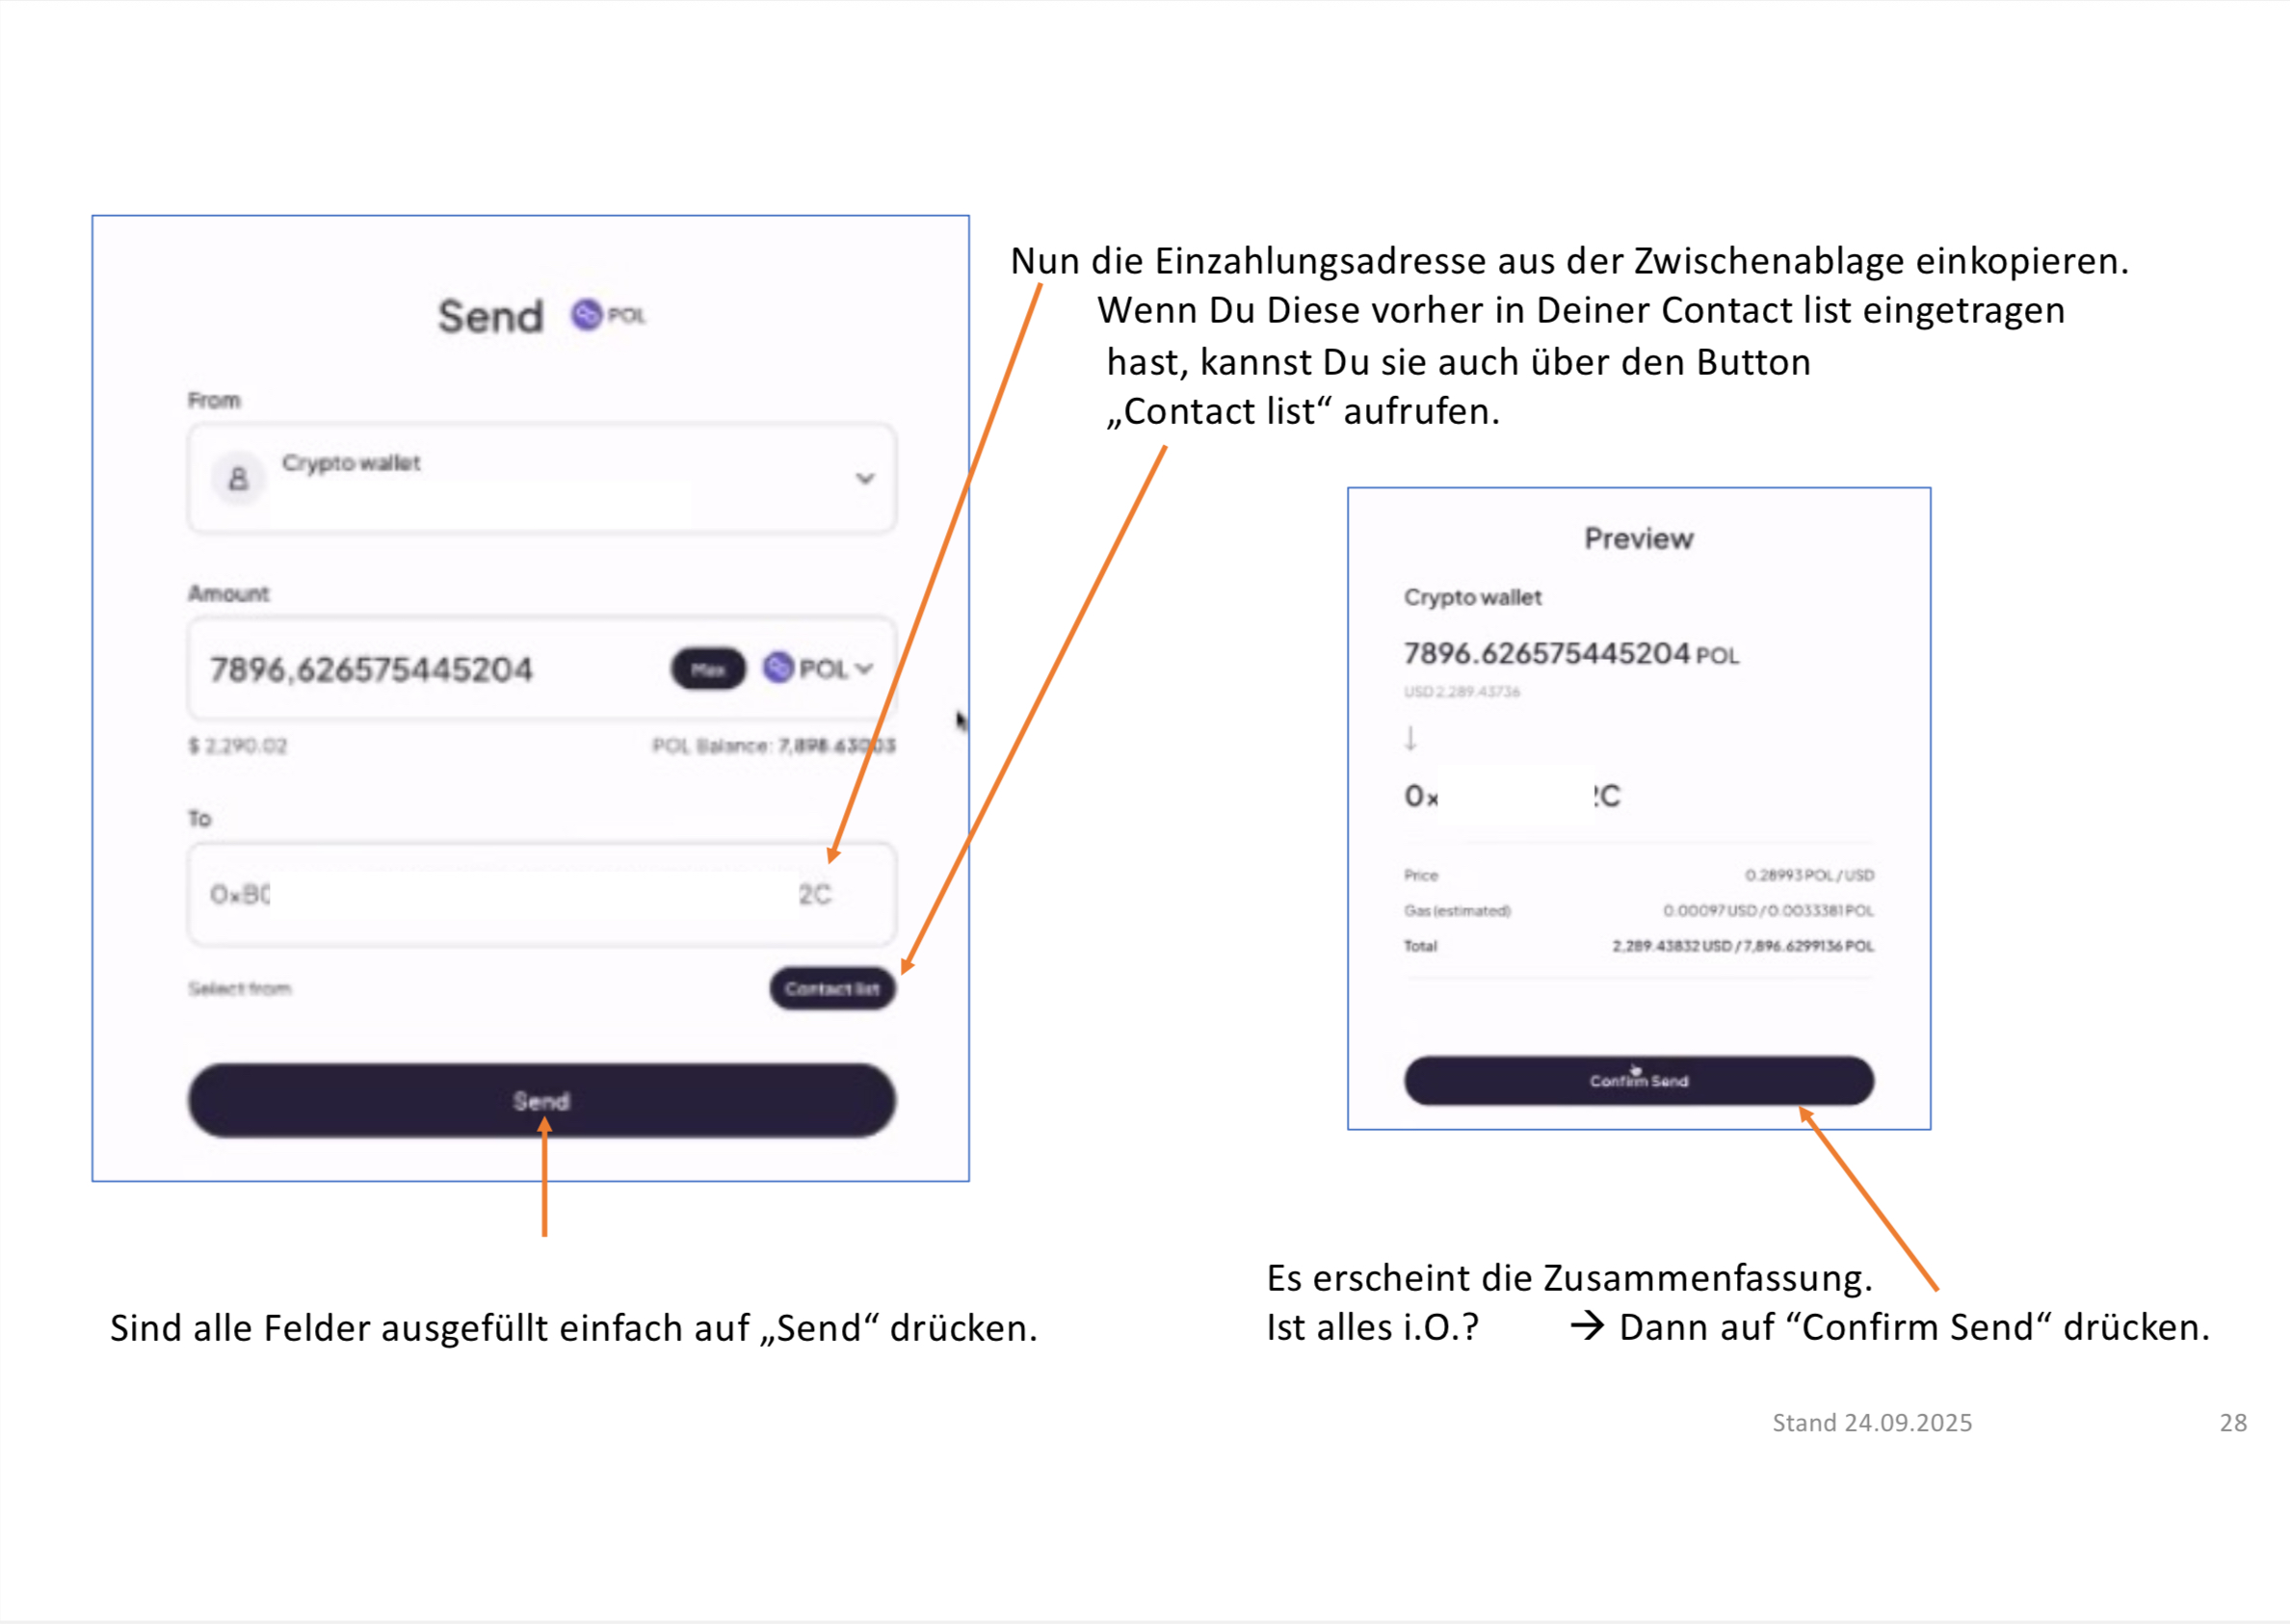 Nun die Einzahlungsadresse aus der Zwischenablage einkopieren.
Wenn Du Diese vorher in Deiner Contact list eingetragen
hast, kannst Du sie auch über den Button
„Contact list“ aufrufen.
Send POL
From
Crypto wallet
Amount
7896,626575445204 Max POL
$ 2,290.02 POL Balance: 7,898.63003
To
0xB0 2C
Select from Contact list
Send
Sind alle Felder ausgefüllt einfach auf „Send“ drücken.
Preview
Crypto wallet
7896.626575445204 POL
USD 2,289.43736
↓
0x 2C
Price 0.28993 POL / USD
Gas (estimated) 0.00097 USD / 0.0033381 POL
Total 2,289.43832 USD / 7,896.6299136 POL
Confirm Send
Es erscheint die Zusammenfassung.
Ist alles i.O.? → Dann auf “Confirm Send“ drücken.
Stand 24.09.2025 28